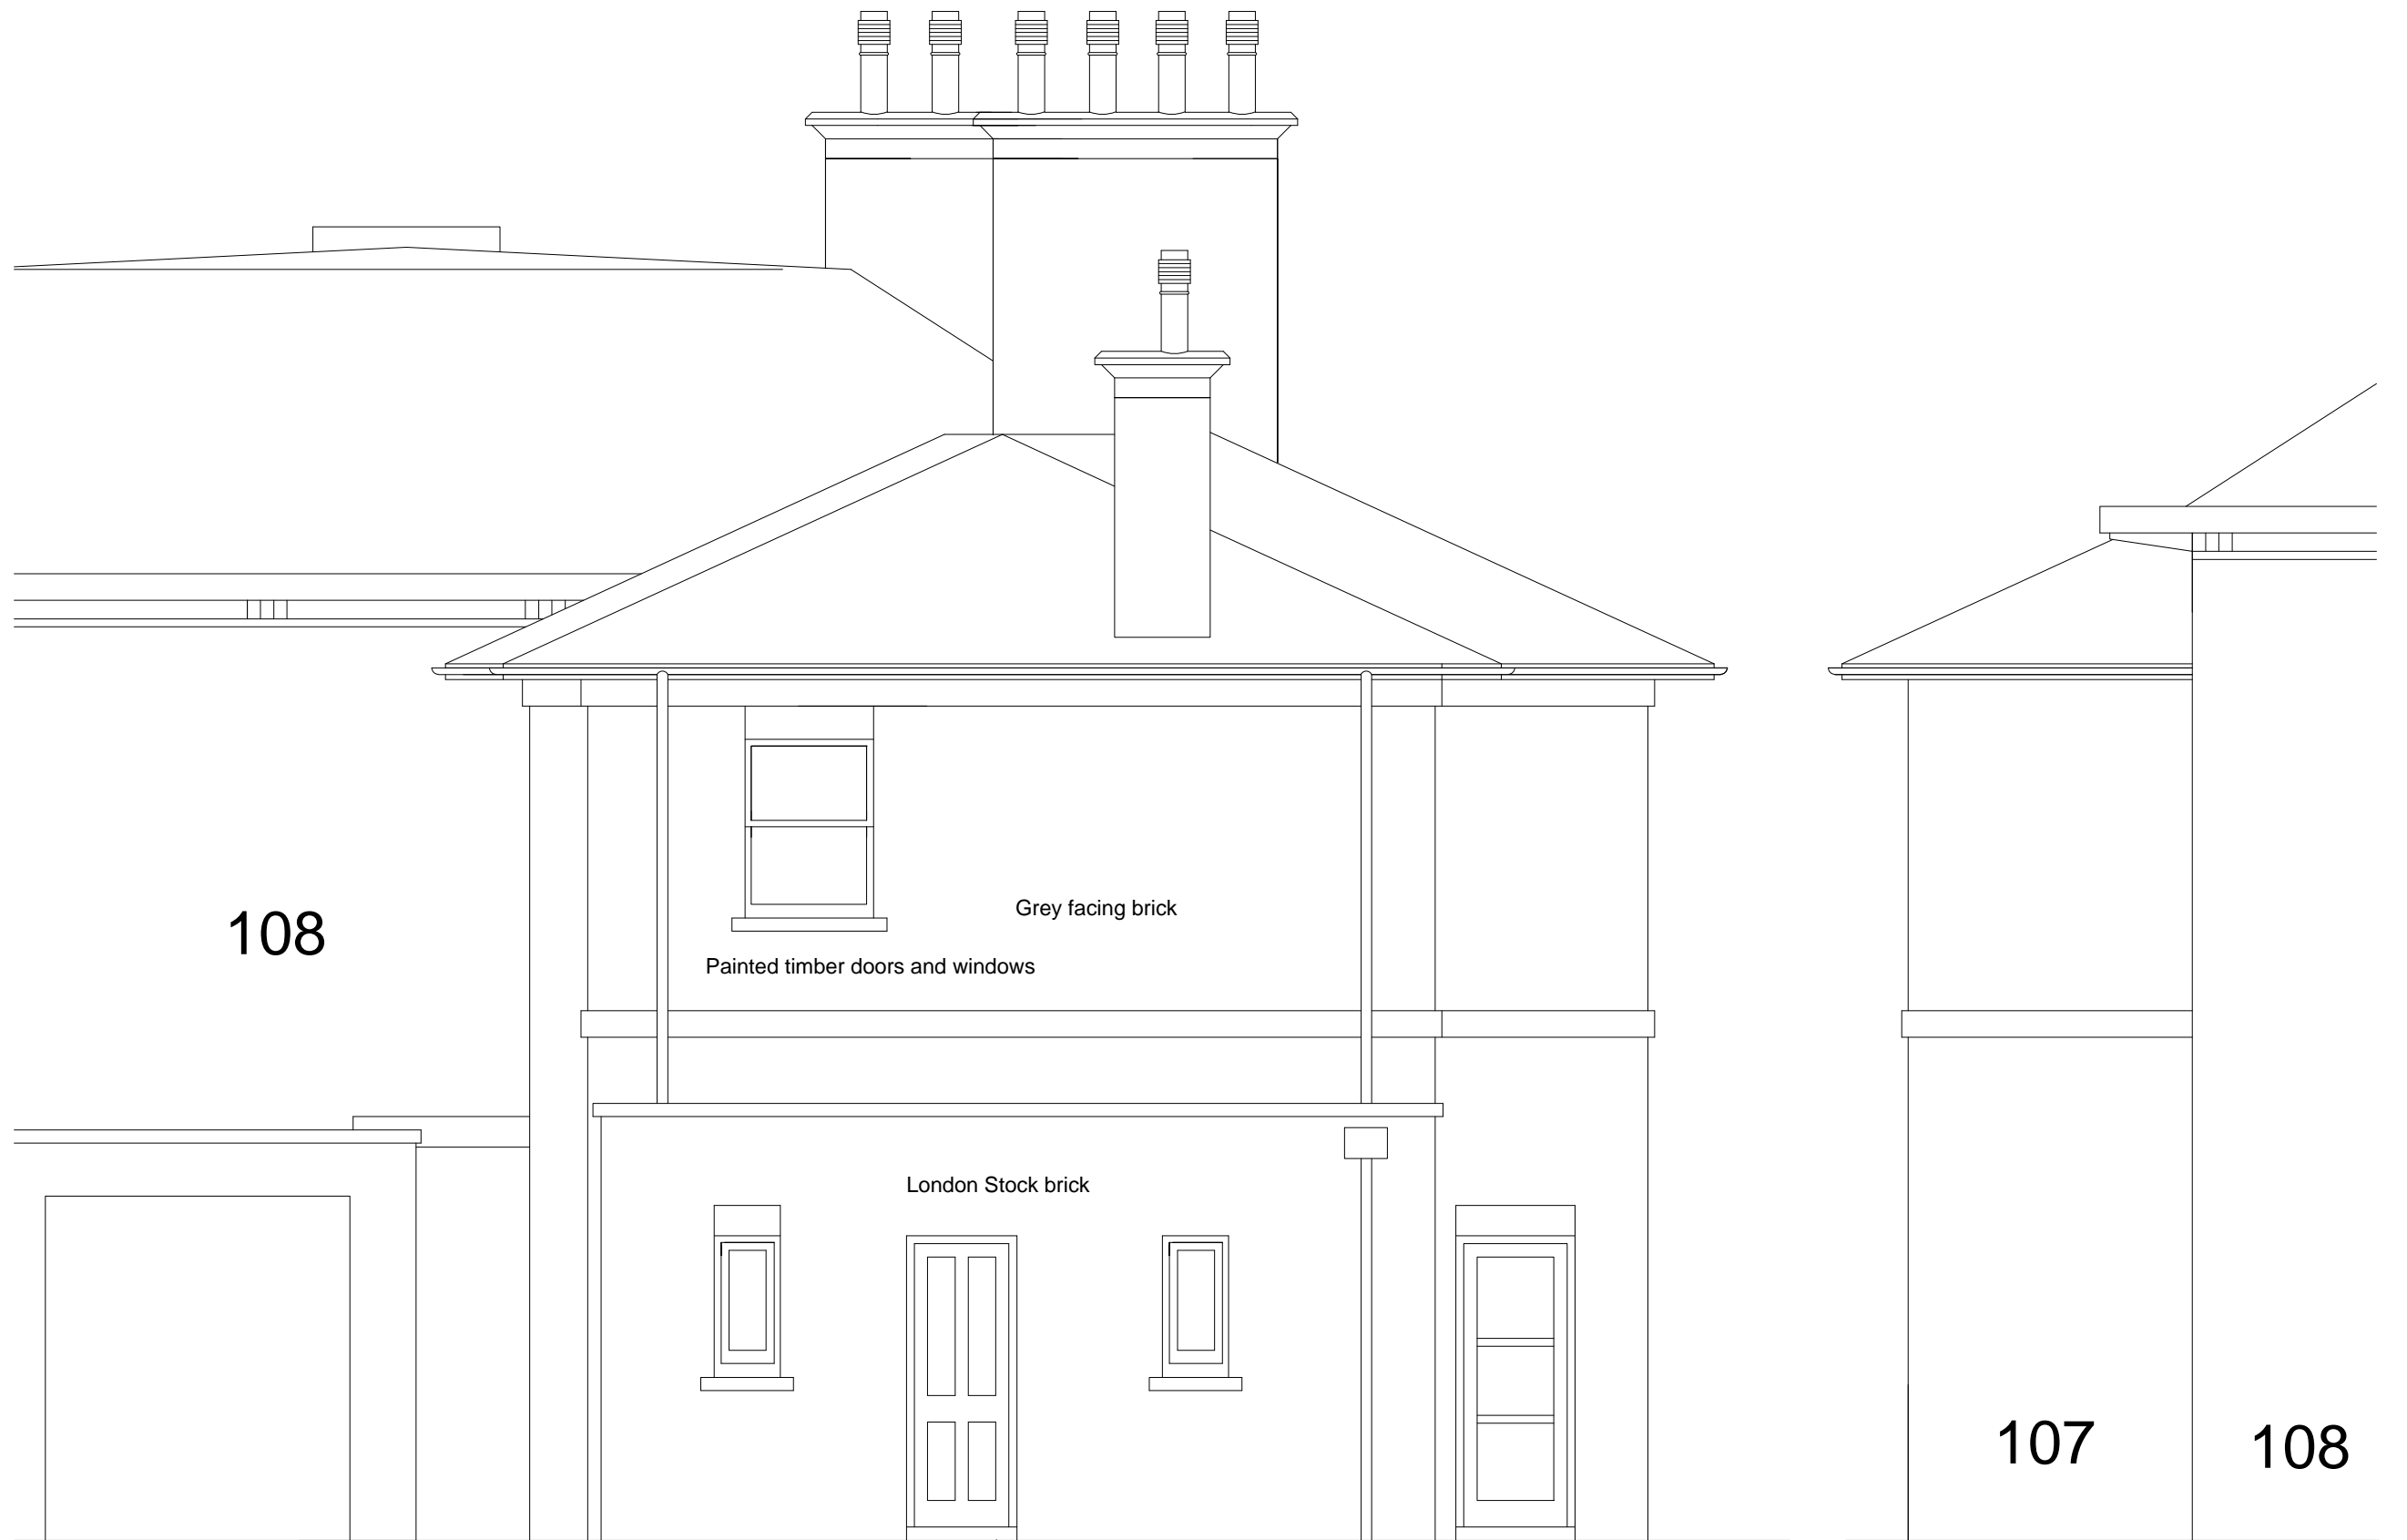 108
Grey facing brick
Painted timber doors and windows
London Stock brick
107
108